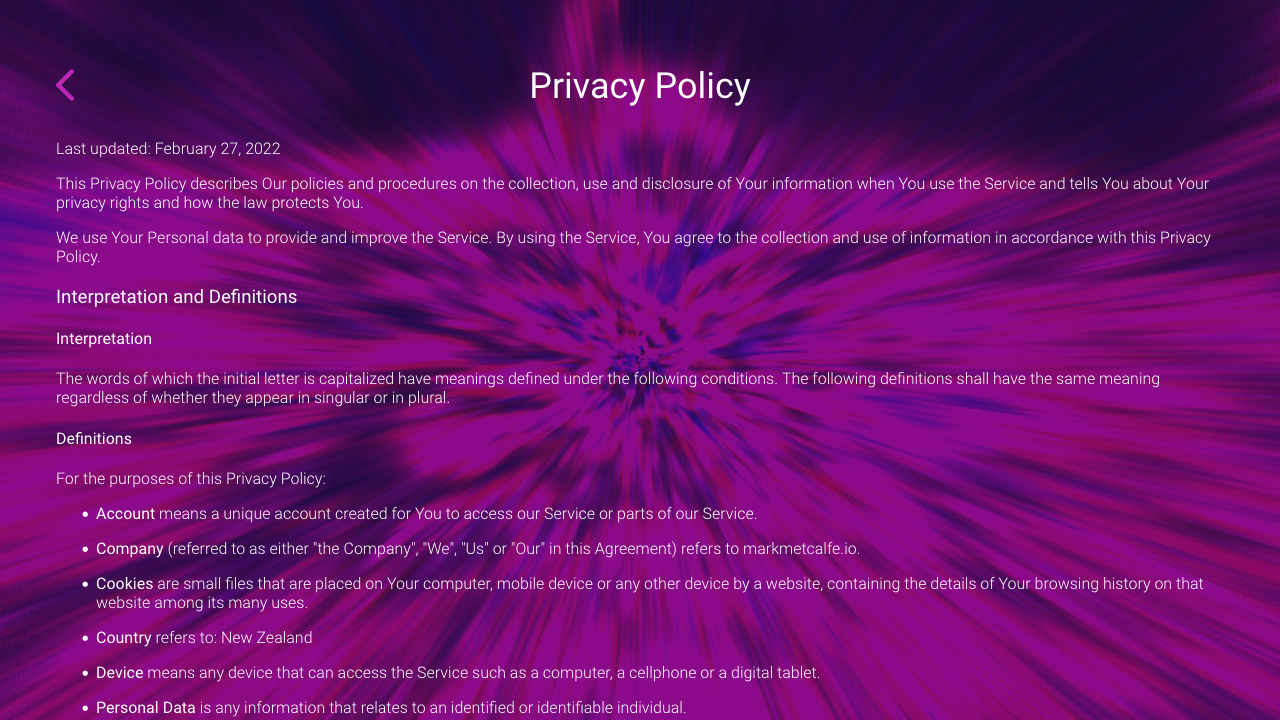 Privacy Policy
Last updated: February 27, 2022
This Privacy Policy describes Our policies and procedures on the collection, use and disclosure of Your information when You use the Service and tells You about Your
privacy rights and how the law protects You.
We use Your Personal data to provide and improve the Service. By using the Service, You agree to the collection and use of information in accordance with this Privacy
Policy.
Interpretation and Definitions
Interpretation
The words of which the initial letter is capitalized have meanings defined under the following conditions. The following definitions shall have the same meaning
regardless of whether they appear in singular or in plural.
Definitions
For the purposes of this Privacy Policy:
• Account means a unique account created for You to access our Service or parts of our Service.
• Company (referred to as either "the Company", "We", "Us" or "Our" in this Agreement) refers to markmetcalfe.io.
• Cookies are small files that are placed on Your computer, mobile device or any other device by a website, containing the details of Your browsing history on that
website among its many uses.
• Country refers to: New Zealand
• Device means any device that can access the Service such as a computer, a cellphone or a digital tablet.
• Personal Data is any information that relates to an identified or identifiable individual.